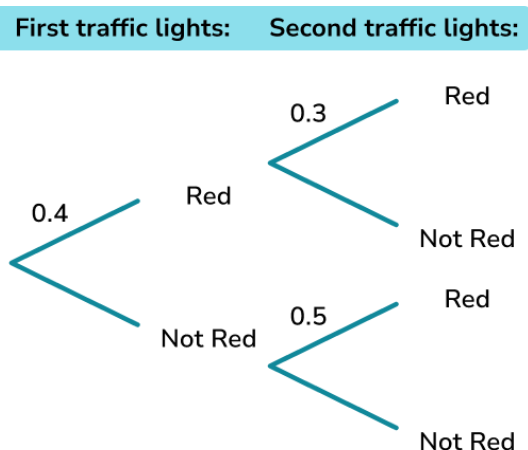 First traffic lights: Second traffic lights:
Red
0.3
Red
0.4
Not Red
Red
0.5
Not Red
Not Red